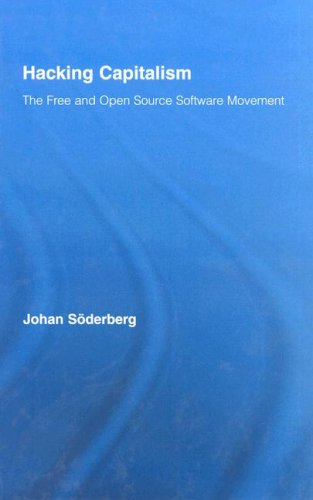 Hacking Capitalism
The Free and Open Source Software Movement
Johan Söderberg